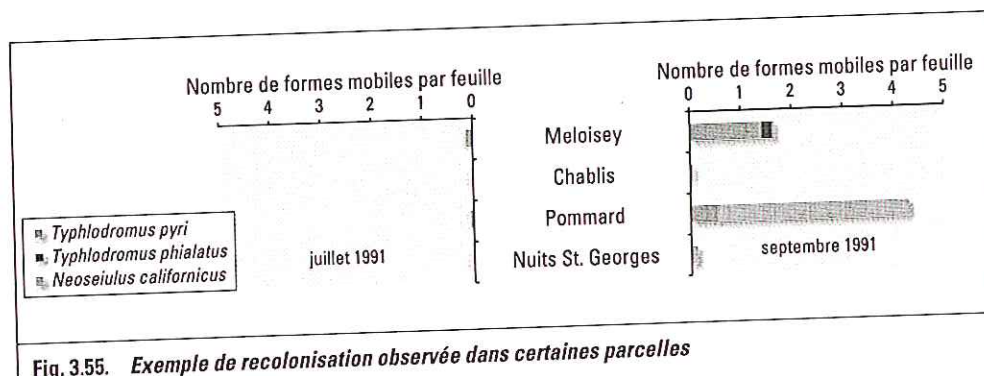 Nombre de formes mobiles par feuille
5 4 3 2 1 0
Nombre de formes mobiles par feuille
0 1 2 3 4 5
Meloisey
Chablis
Pommard
Nuits St. Georges
Typhlodromus pyri
Typhlodromus phialatus
Neoseiulus californicus
juillet 1991
septembre 1991
Fig. 3.55. Exemple de recolonisation observée dans certaines parcelles